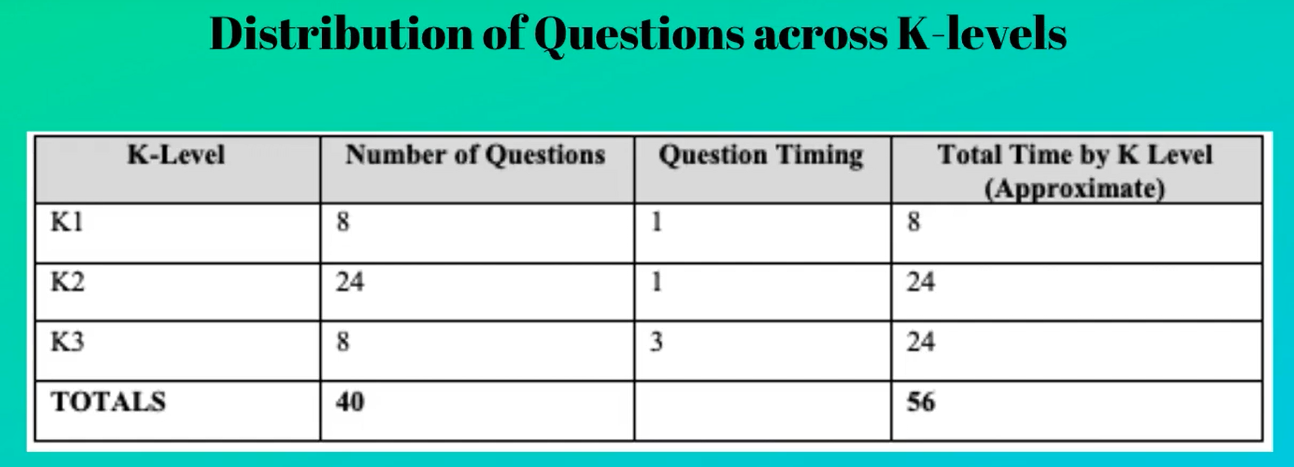 Distribution of Questions across K-levels
K-Level Number of Questions Question Timing Total Time by K Level
(Approximate)
K1 8 1 8
K2 24 1 24
K3 8 3 24
TOTALS 40 56